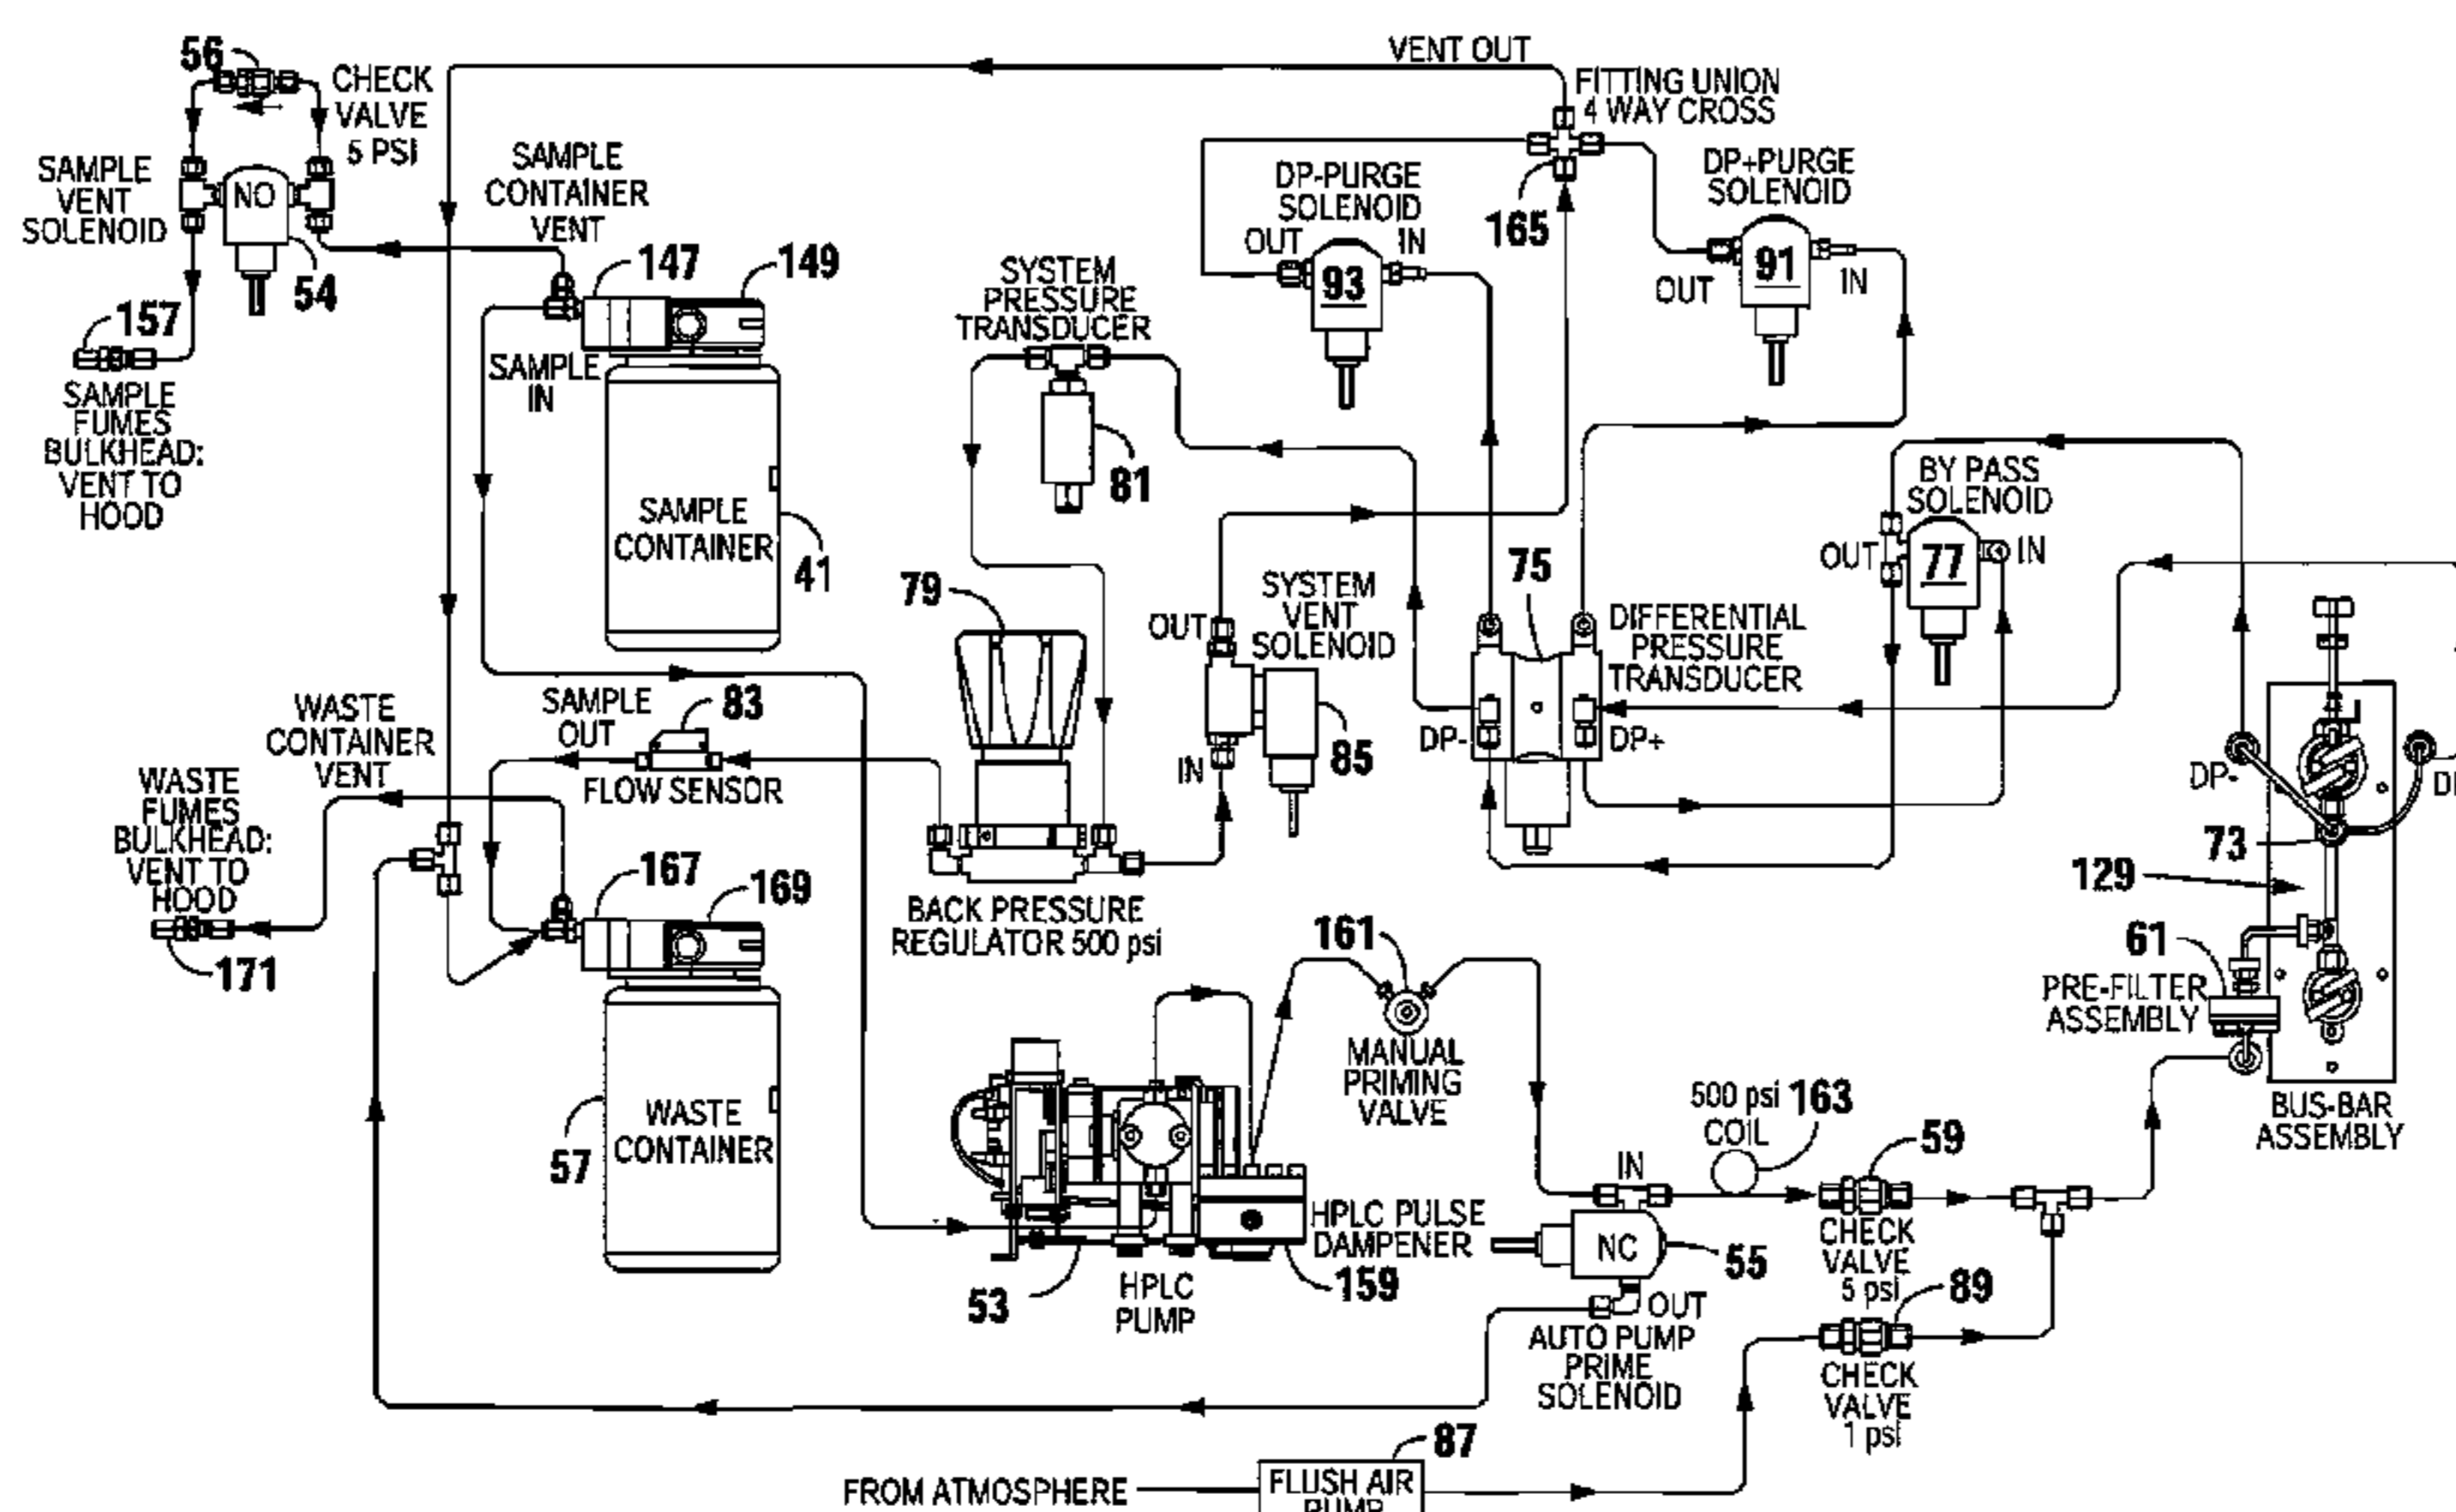 56
CHECK
VALVE
5 PSI
SAMPLE
VENT
SOLENOID
NO
54
157
SAMPLE
FUMES
BULKHEAD:
VENT TO
HOOD
SAMPLE
CONTAINER
VENT
147
149
SAMPLE
IN
SAMPLE
CONTAINER
41
VENT OUT
FITTING UNION
4 WAY CROSS
165
DP-PURGE
SOLENOID
OUT
IN
93
DP+PURGE
SOLENOID
91
OUT
IN
SYSTEM
PRESSURE
TRANSDUCER
81
BY PASS
SOLENOID
OUT
77
IN
79
OUT
SYSTEM
VENT
SOLENOID
IN
85
75
DIFFERENTIAL
PRESSURE
TRANSDUCER
DP-
DP+
WASTE
CONTAINER
VENT
SAMPLE
OUT
83
FLOW SENSOR
WASTE
FUMES
BULKHEAD:
VENT TO
HOOD
171
167
169
WASTE
CONTAINER
57
BACK PRESSURE
REGULATOR 500 psi
DP-
73
129
61
PRE-FILTER
ASSEMBLY
BUS-BAR
ASSEMBLY
161
MANUAL
PRIMING
VALVE
500 psi
COIL
163
59
CHECK
VALVE
5 psi
IN
NC
55
OUT
AUTO PUMP
PRIME
SOLENOID
HPLC PULSE
DAMPENER
159
53
HPLC
PUMP
89
CHECK
VALVE
1 psi
87
FROM ATMOSPHERE
FLUSH AIR
PUMP